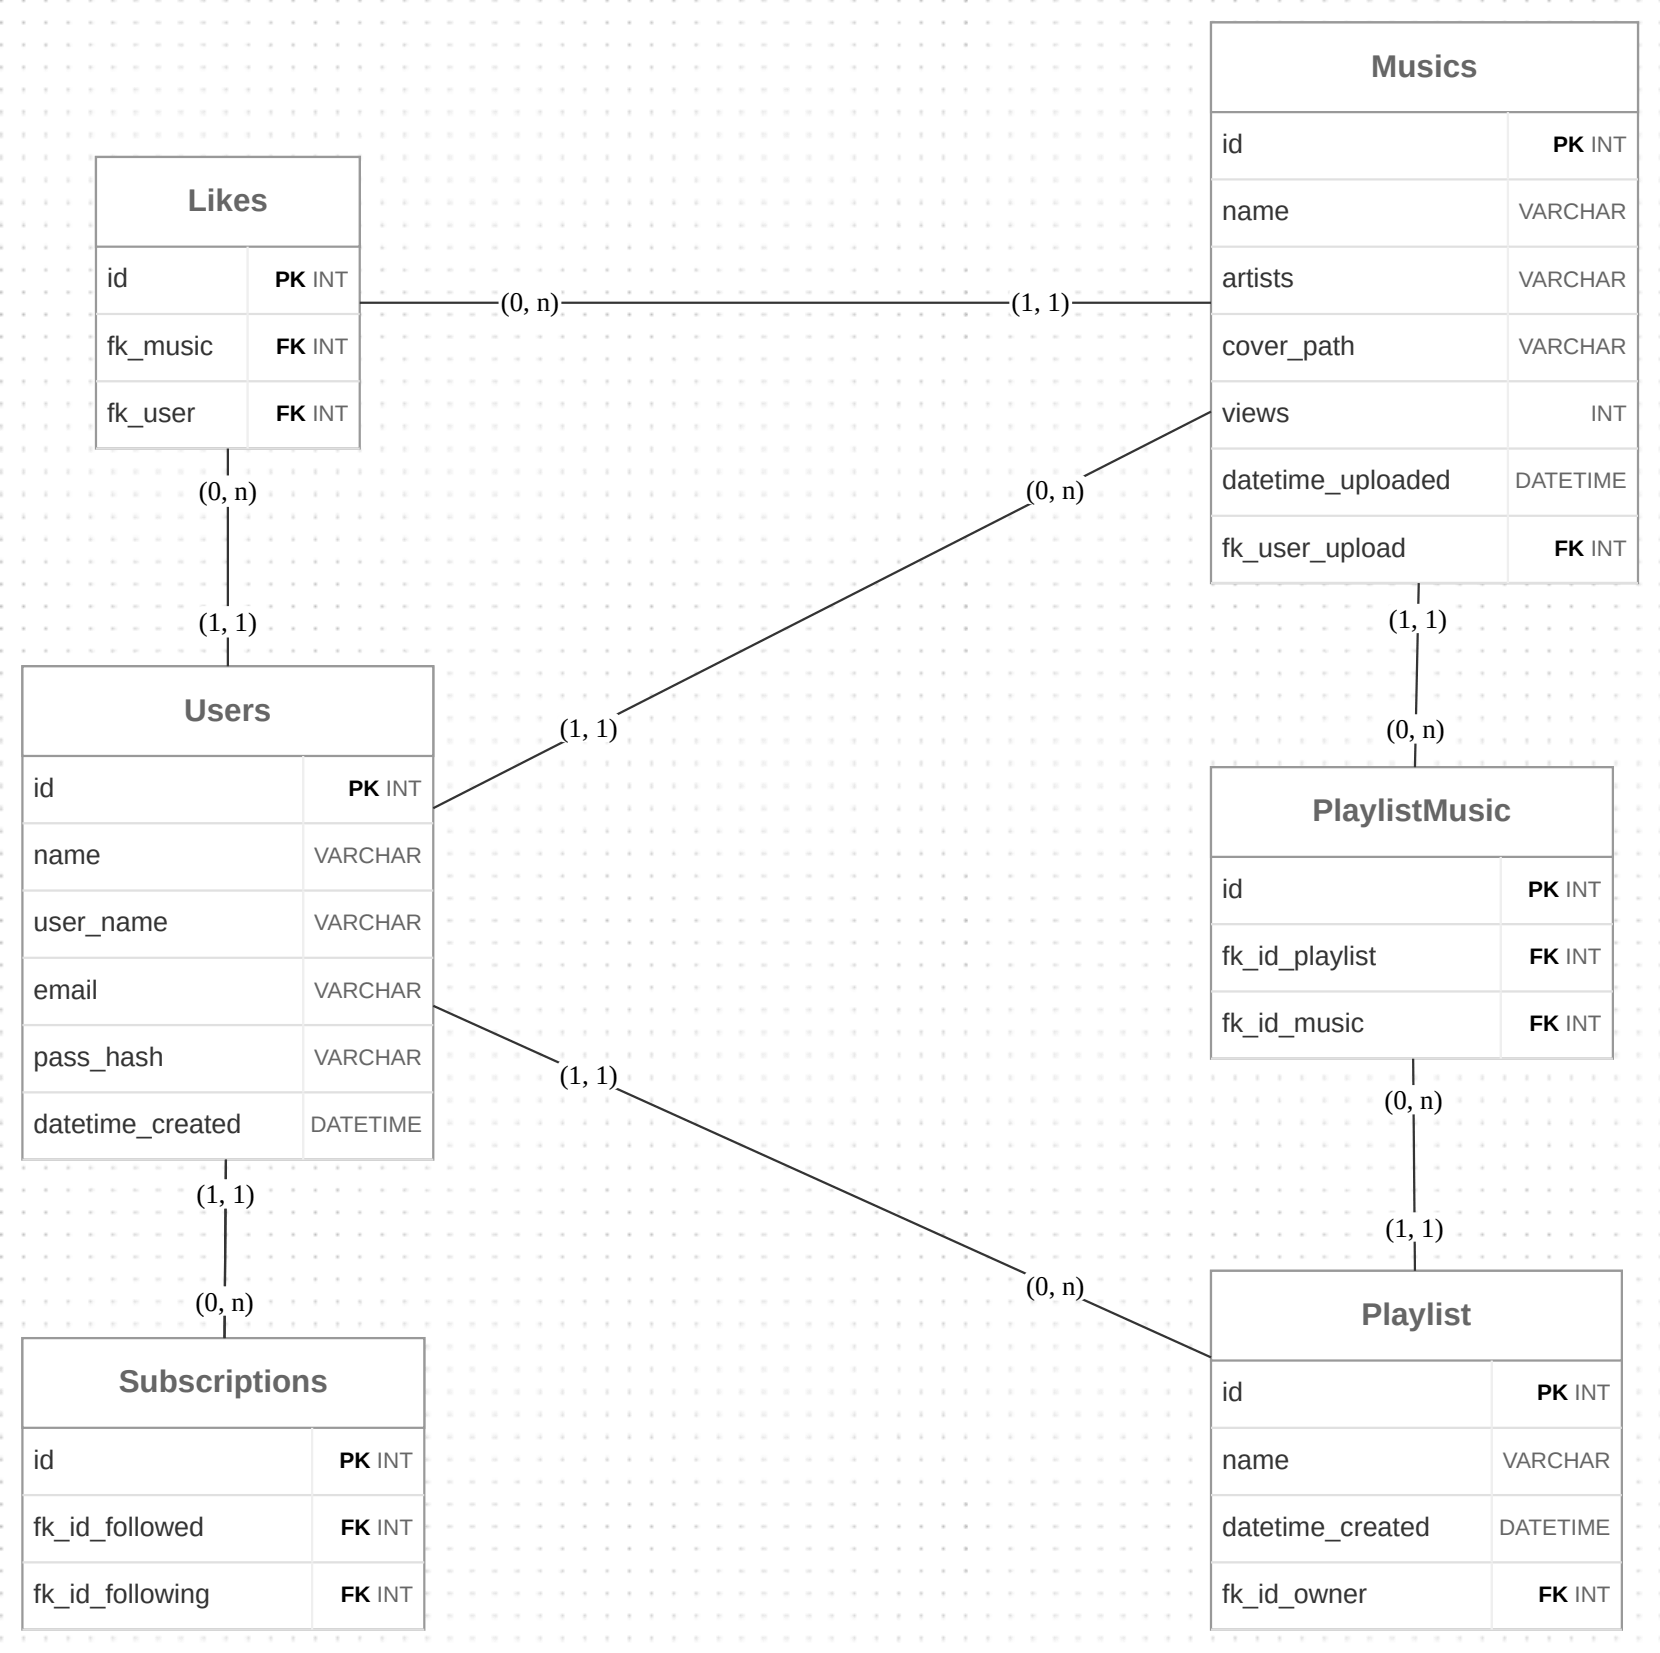 Musics
id PK INT
name VARCHAR
artists VARCHAR
cover_path VARCHAR
views INT
datetime_uploaded DATETIME
fk_user_upload FK INT
Likes
id PK INT
fk_music FK INT
fk_user FK INT
(0, n)
(1, 1)
(0, n)
(1, 1)
(0, n)
(1, 1)
Users
id PK INT
name VARCHAR
user_name VARCHAR
email VARCHAR
pass_hash VARCHAR
datetime_created DATETIME
(1, 1)
(0, n)
PlaylistMusic
id PK INT
fk_id_playlist FK INT
fk_id_music FK INT
(1, 1)
(0, n)
(0, n)
(1, 1)
(1, 1)
(0, n)
Subscriptions
id PK INT
fk_id_followed FK INT
fk_id_following FK INT
Playlist
id PK INT
name VARCHAR
datetime_created DATETIME
fk_id_owner FK INT